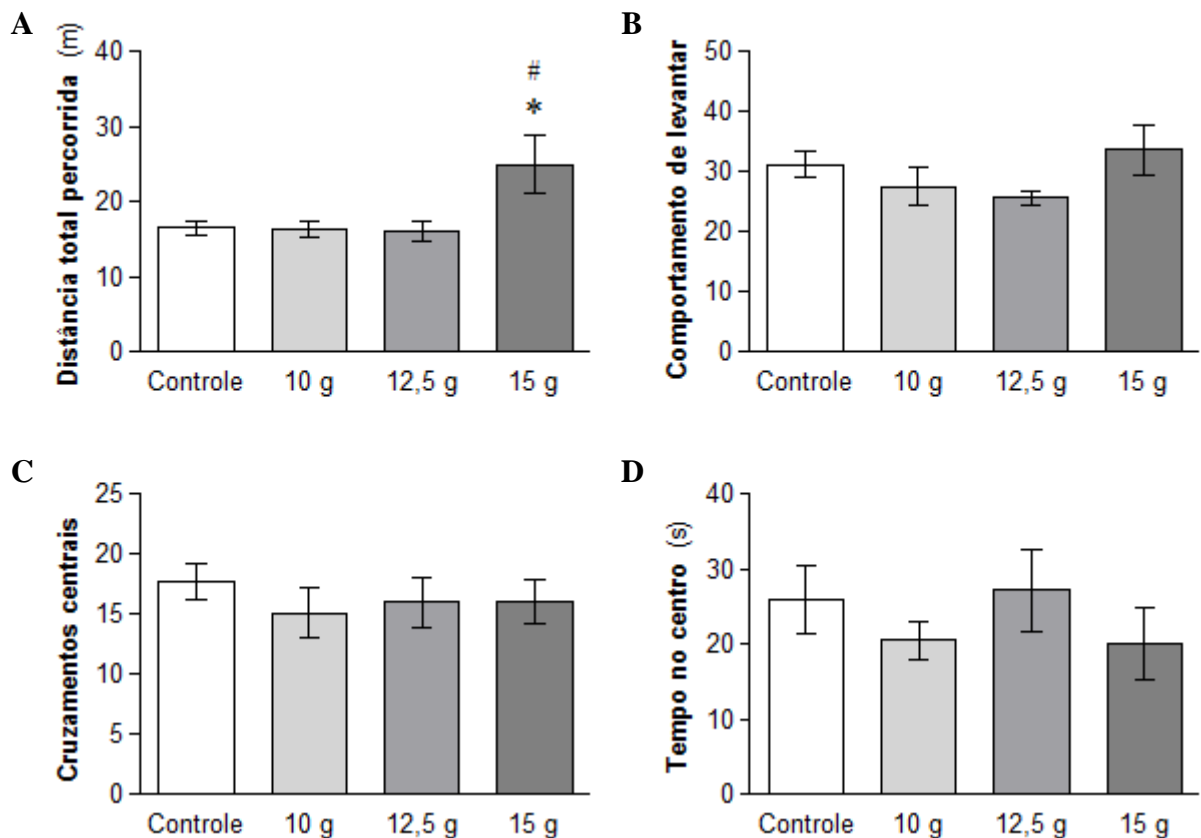 A
Distância total percorrida (m)
40
30
20
10
0
#
*
Controle 10 g 12,5 g 15 g
B
Comportamento de levantar
50
40
30
20
10
0
Controle 10 g 12,5 g 15 g
C
Cruzamentos centrais
25
20
15
10
5
0
Controle 10 g 12,5 g 15 g
D
Tempo no centro (s)
40
30
20
10
0
Controle 10 g 12,5 g 15 g